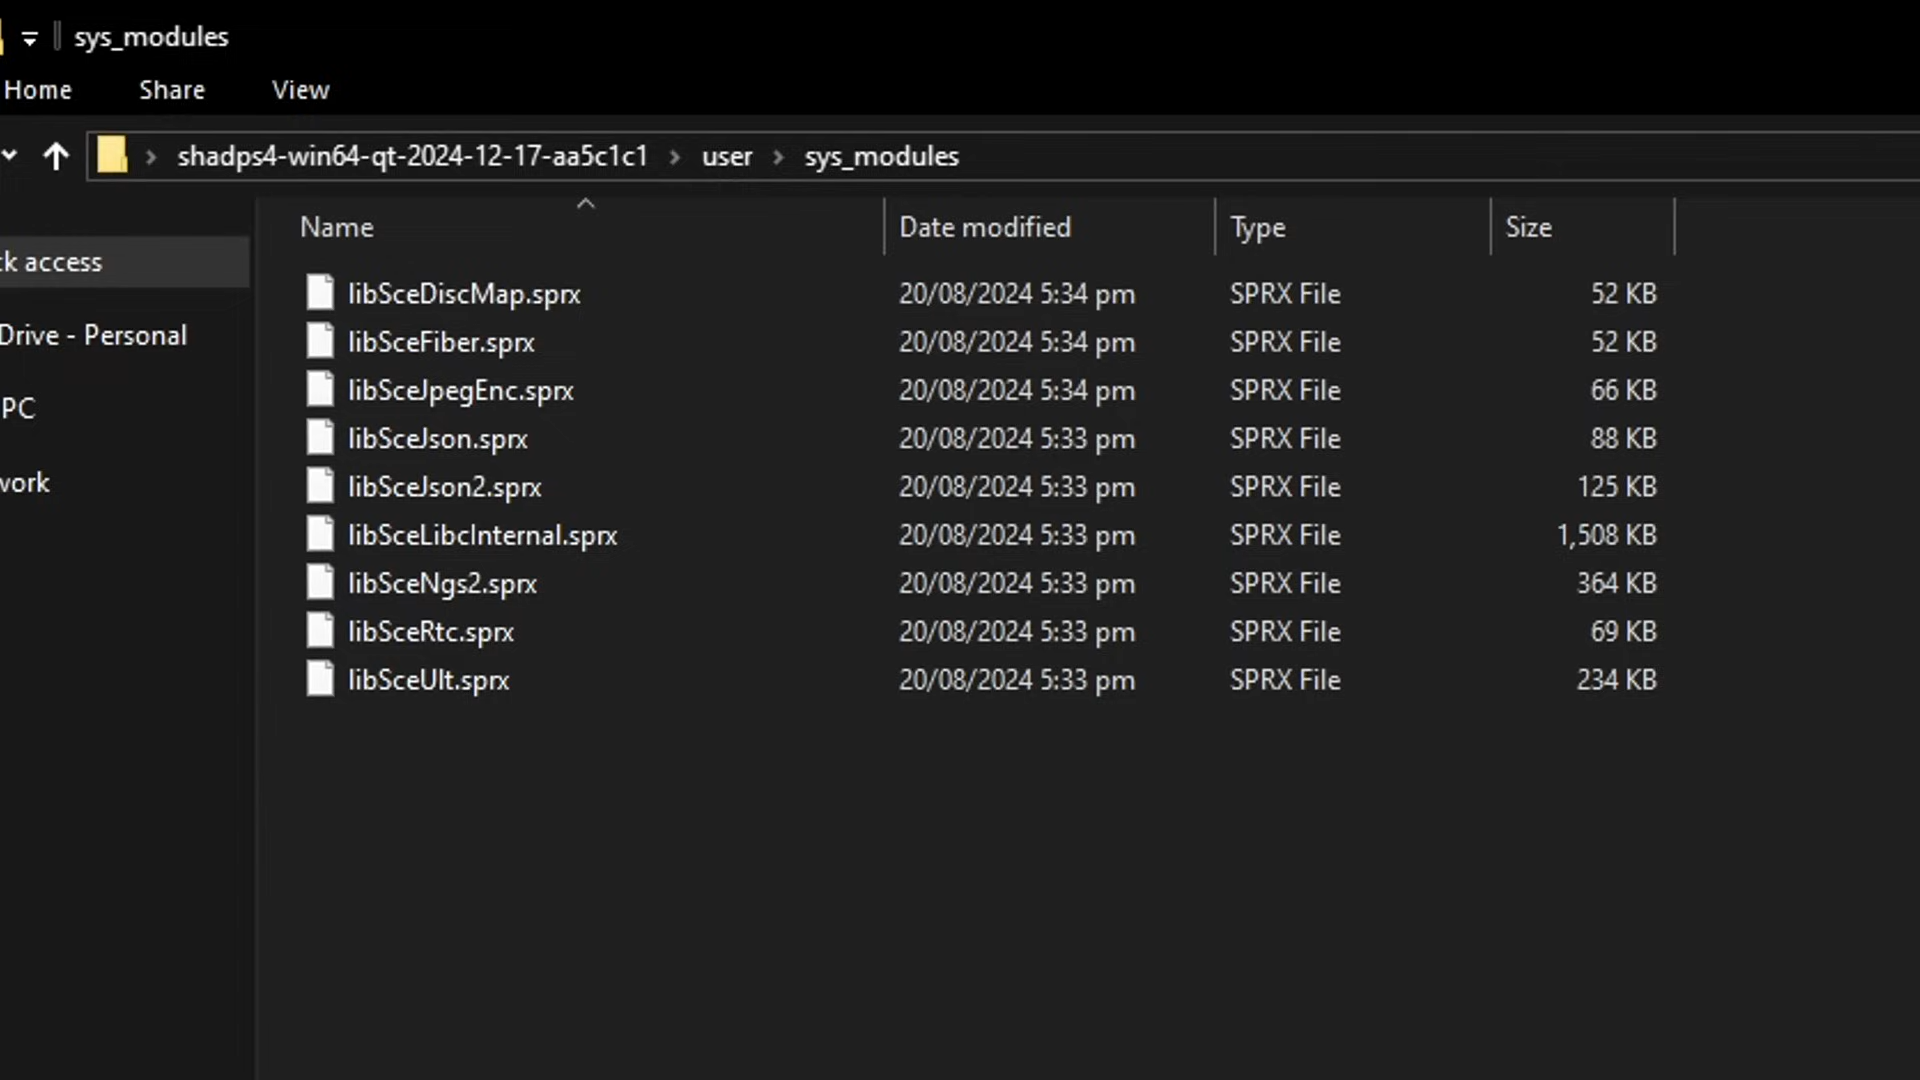 sys_modules
Home Share View
shadps4-win64-qt-2024-12-17-aa5c1c1 > user > sys_modules
Name Date modified Type Size
ck access
Drive - Personal
PC
work
libSceDiscMap.sprx 20/08/2024 5:34 pm SPRX File 52 KB
libSceFiber.sprx 20/08/2024 5:34 pm SPRX File 52 KB
libSceJpegEnc.sprx 20/08/2024 5:34 pm SPRX File 66 KB
libSceJson.sprx 20/08/2024 5:33 pm SPRX File 88 KB
libSceJson2.sprx 20/08/2024 5:33 pm SPRX File 125 KB
libSceLibcInternal.sprx 20/08/2024 5:33 pm SPRX File 1,508 KB
libSceNgs2.sprx 20/08/2024 5:33 pm SPRX File 364 KB
libSceRtc.sprx 20/08/2024 5:33 pm SPRX File 69 KB
libSceUlt.sprx 20/08/2024 5:33 pm SPRX File 234 KB